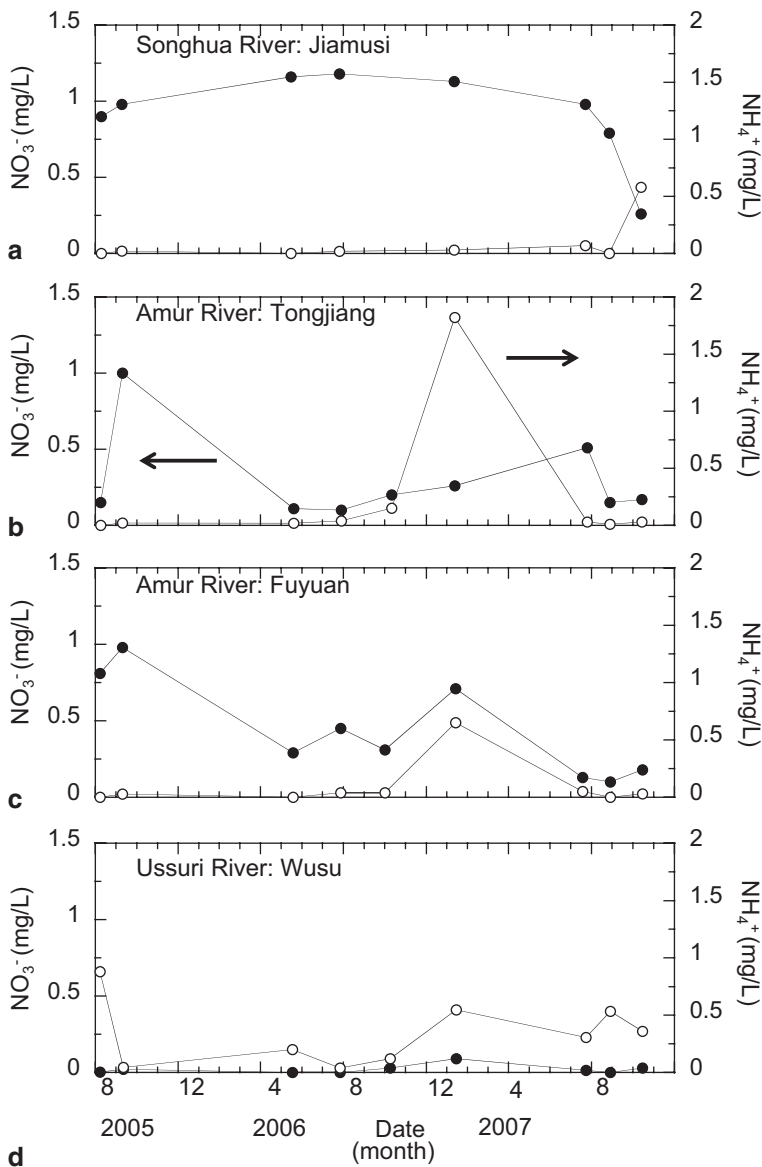 Songhua River: Jiamusi
1.5
1
0.5
0
NO₃⁻ (mg/L)
2
1.5
1
0.5
0
NH₄⁺ (mg/L)
a
Amur River: Tongjiang
1.5
1
0.5
0
NO₃⁻ (mg/L)
2
1.5
1
0.5
0
NH₄⁺ (mg/L)
b
Amur River: Fuyuan
1.5
1
0.5
0
NO₃⁻ (mg/L)
2
1.5
1
0.5
0
NH₄⁺ (mg/L)
c
Ussuri River: Wusu
1.5
1
0.5
0
NO₃⁻ (mg/L)
2
1.5
1
0.5
0
NH₄⁺ (mg/L)
8 12 4 8 12 4 8
2005 2006 Date 2007
(month)
d